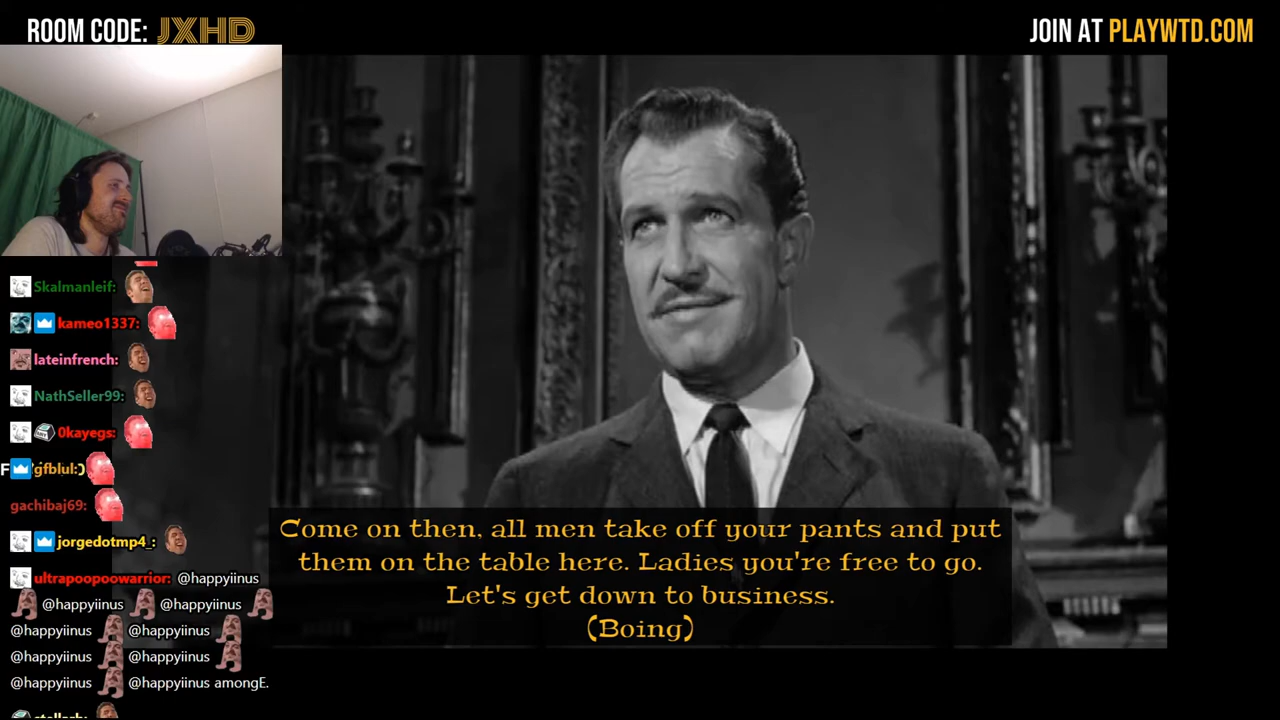 ROOM CODE: JXHD
JOIN AT PLAYWTD.COM
Skalmanleif:
kameo1337:
lateinfrench:
NathSeller99:
0kayegs:
gfblul:
gachibaj69:
jorgedotmp4_:
ultrapoopoowarrior: @happyiinus
@happyiinus @happyiinus
@happyiinus @happyiinus
@happyiinus @happyiinus
@happyiinus @happyiinus amongE.
Come on then, all men take off your pants and put
them on the table here. Ladies you're free to go.
Let's get down to business.
(Boing)